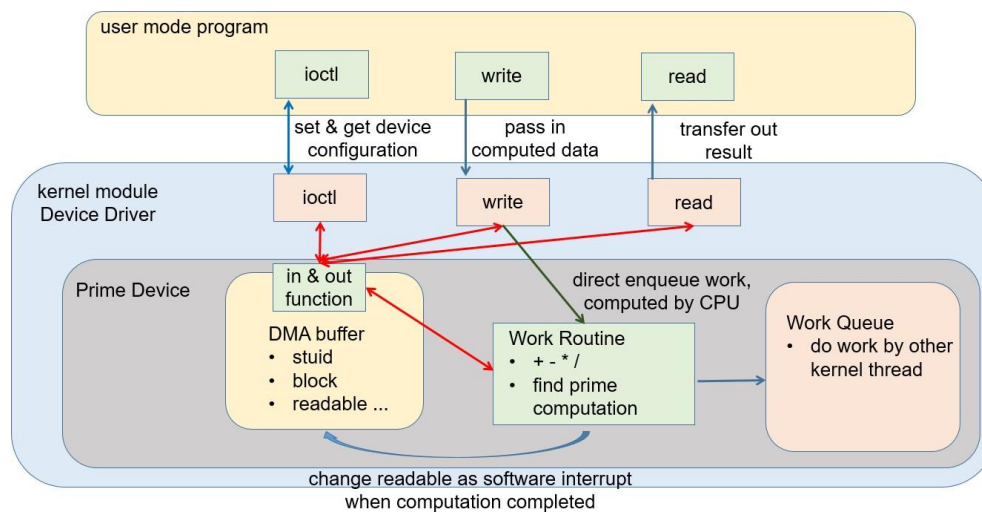 user mode program
ioctl
write
read
set & get device
configuration
pass in
computed data
transfer out
result
kernel module
Device Driver
ioctl
write
read
Prime Device
in & out
function
direct enqueue work,
computed by CPU
DMA buffer
• stuid
• block
• readable ...
Work Routine
• + - * /
• find prime
computation
Work Queue
• do work by other
kernel thread
change readable as software interrupt
when computation completed